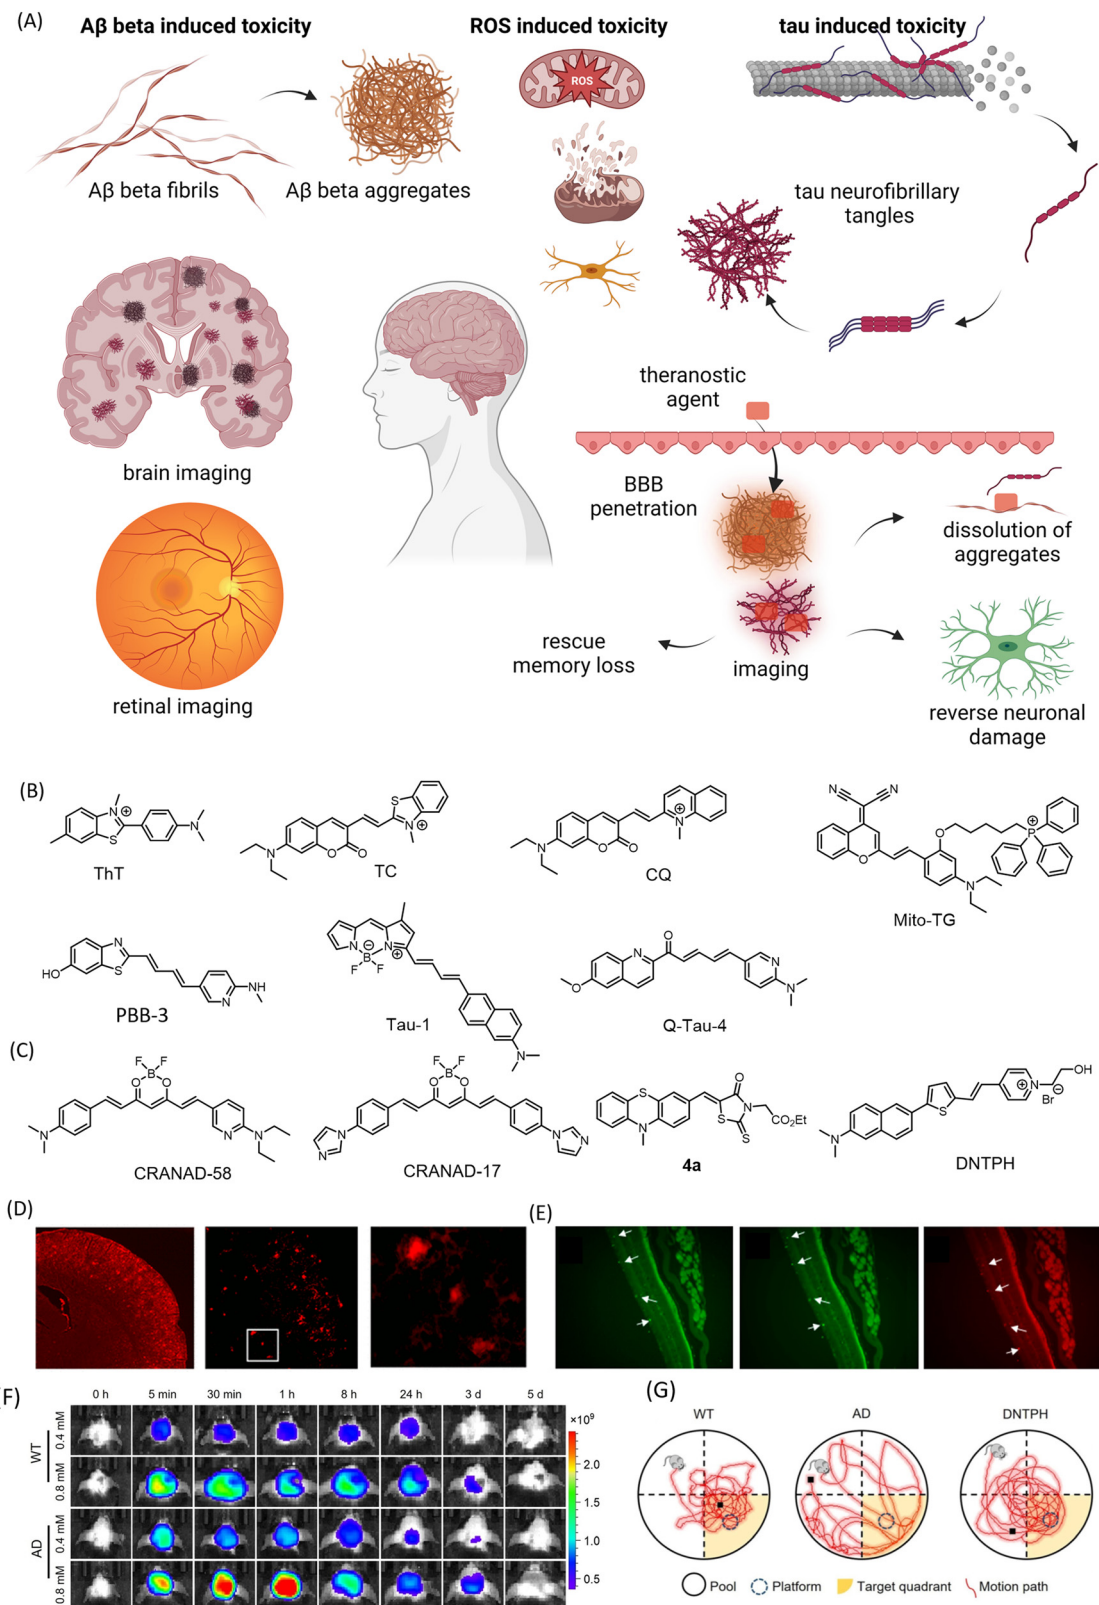 (A)
Aβ beta induced toxicity
ROS induced toxicity
tau induced toxicity
ROS
Aβ beta fibrils
Aβ beta aggregates
tau neurofibrillary
tangles
theranostic
agent
brain imaging
BBB
penetration
dissolution of
aggregates
rescue
memory loss
imaging
retinal imaging
reverse neuronal
damage
(B)
N
S
N
ThT
S
N
N
O
O
TC
N
N
O
O
CQ
N
N
O
O
P
N
Mito-TG
HO
N
S
N
NH
PBB-3
N
B
N
F
F
N
Tau-1
O
N
O
N
N
Q-Tau-4
(C)
F
F
B
O
O
N
N
N
CRANAD-58
F
F
B
O
O
N
N
N
N
CRANAD-17
S
N
O
N
S
S
CO2Et
4a
N
S
N
OH
Br
DNTPH
(D)
(E)
(F)
0 h
5 min
30 min
1 h
8 h
24 h
3 d
5 d
WT
0.4 mM
0.8 mM
AD
0.4 mM
0.8 mM
×10⁹
2.0
1.5
1.0
0.5
(G)
WT
AD
DNTPH
Pool
Platform
Target quadrant
Motion path